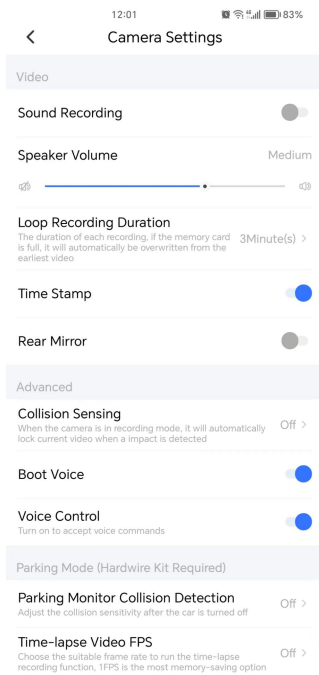 12:01
83%
Camera Settings
Video
Sound Recording
Speaker Volume
Medium
Loop Recording Duration
The duration of each recording, if the memory card
is full, it will automatically be overwritten from the
earliest video
3Minute(s)
Time Stamp
Rear Mirror
Advanced
Collision Sensing
When the camera is in recording mode, it will automatically
lock current video when a impact is detected
Off
Boot Voice
Voice Control
Turn on to accept voice commands
Parking Mode (Hardwire Kit Required)
Parking Monitor Collision Detection
Adjust the collision sensitivity after the car is turned off
Off
Time-lapse Video FPS
Choose the suitable frame rate to run the time-lapse
recording function, 1FPS is the most memory-saving option
Off